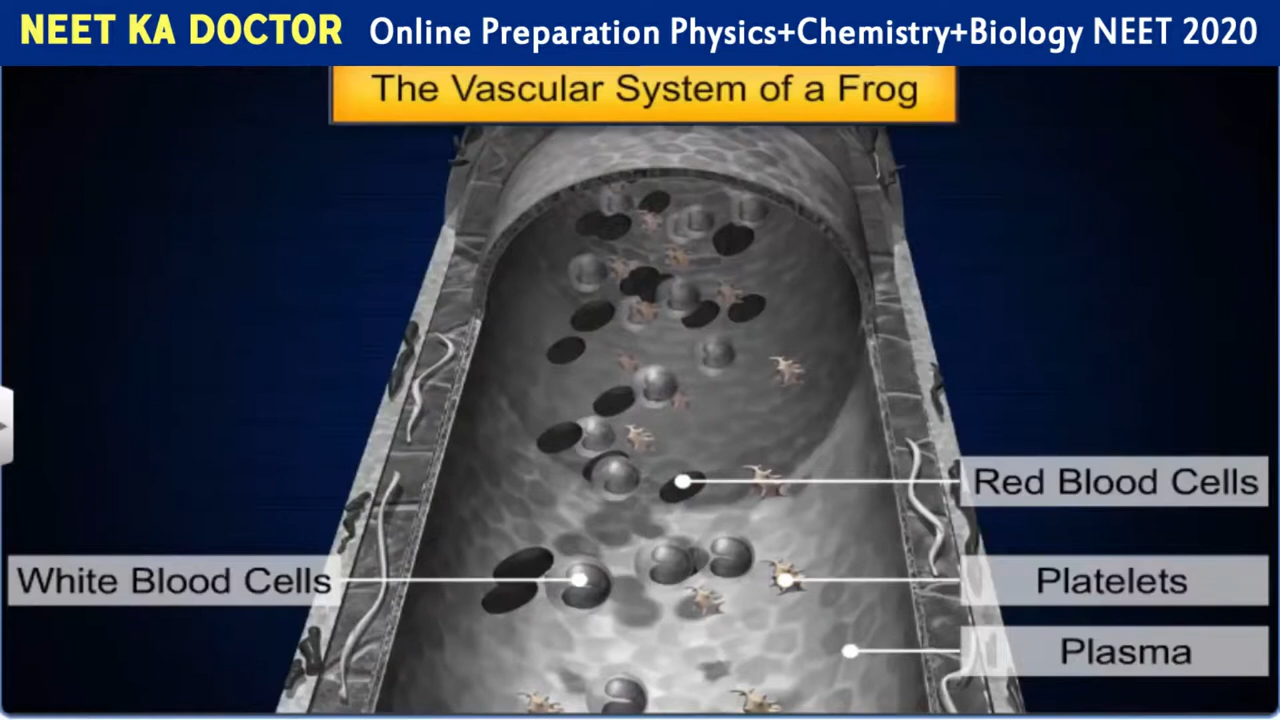 NEET KA DOCTOR Online Preparation Physics+Chemistry+Biology NEET 2020
The Vascular System of a Frog
Red Blood Cells
White Blood Cells
Platelets
Plasma